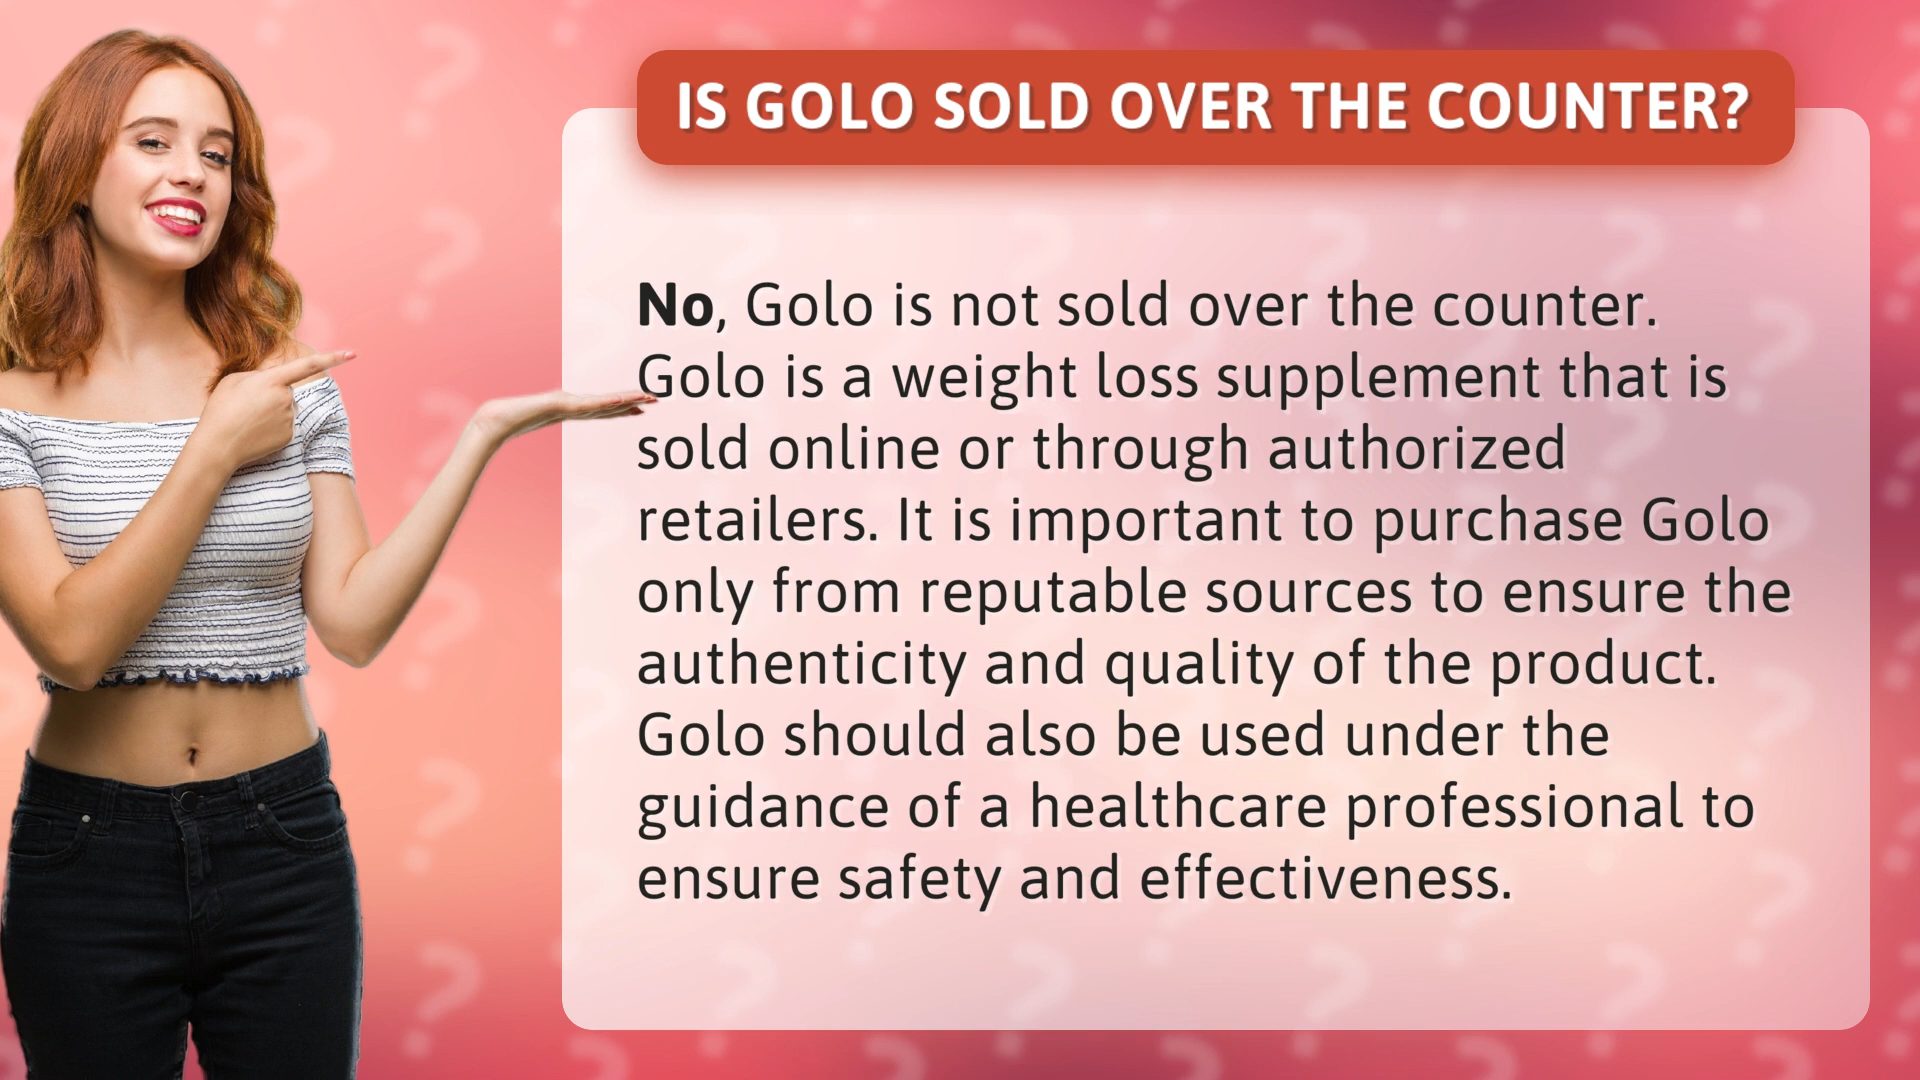 IS GOLO SOLD OVER THE COUNTER?
No, Golo is not sold over the counter.
Golo is a weight loss supplement that is
sold online or through authorized
retailers. It is important to purchase Golo
only from reputable sources to ensure the
authenticity and quality of the product.
Golo should also be used under the
guidance of a healthcare professional to
ensure safety and effectiveness.